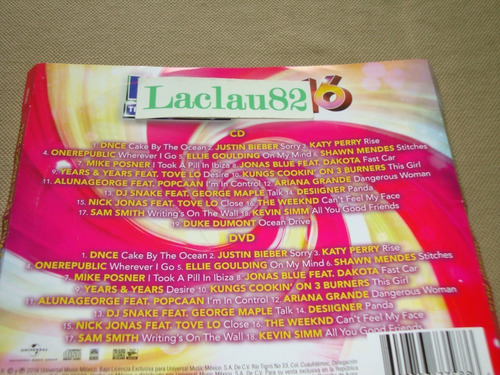 Laclau82
16
CD
1. DNCE Cake By The Ocean 2. JUSTIN BIEBER Sorry 3. KATY PERRY Rise
4. ONEREPUBLIC Wherever I Go 5. ELLIE GOULDING On My Mind 6. SHAWN MENDES Stitches
7. MIKE POSNER I Took A Pill In Ibiza 8. JONAS BLUE FEAT. DAKOTA Fast Car
9. YEARS & YEARS FEAT. TOVE LO Desire 10. KUNGS COOKIN' ON 3 BURNERS This Girl
11. ALUNAGEORGE FEAT. POPCAAN I'm In Control 12. ARIANA GRANDE Dangerous Woman
13. DJ SNAKE FEAT. GEORGE MAPLE Talk 14. DESIIGNER Panda
15. NICK JONAS FEAT. TOVE LO Close 16. THE WEEKND Can't Feel My Face
17. SAM SMITH Writing's On The Wall 18. KEVIN SIMM All You Good Friends
19. DUKE DUMONT Ocean Drive
DVD
1. DNCE Cake By The Ocean 2. JUSTIN BIEBER Sorry 3. KATY PERRY Rise
4. ONEREPUBLIC Wherever I Go 5. ELLIE GOULDING On My Mind 6. SHAWN MENDES Stitches
7. MIKE POSNER I Took A Pill In Ibiza 8. JONAS BLUE FEAT. DAKOTA Fast Car
9. YEARS & YEARS Desire 10. KUNGS COOKIN' ON 3 BURNERS This Girl
11. ALUNAGEORGE FEAT. POPCAAN I'm In Control 12. ARIANA GRANDE Dangerous Woman
13. DJ SNAKE FEAT. GEORGE MAPLE Talk 14. DESIIGNER Panda
15. NICK JONAS FEAT. TOVE LO Close 16. THE WEEKND Can't Feel My Face
17. SAM SMITH Writing's On The Wall 18. KEVIN SIMM All You Good Friends